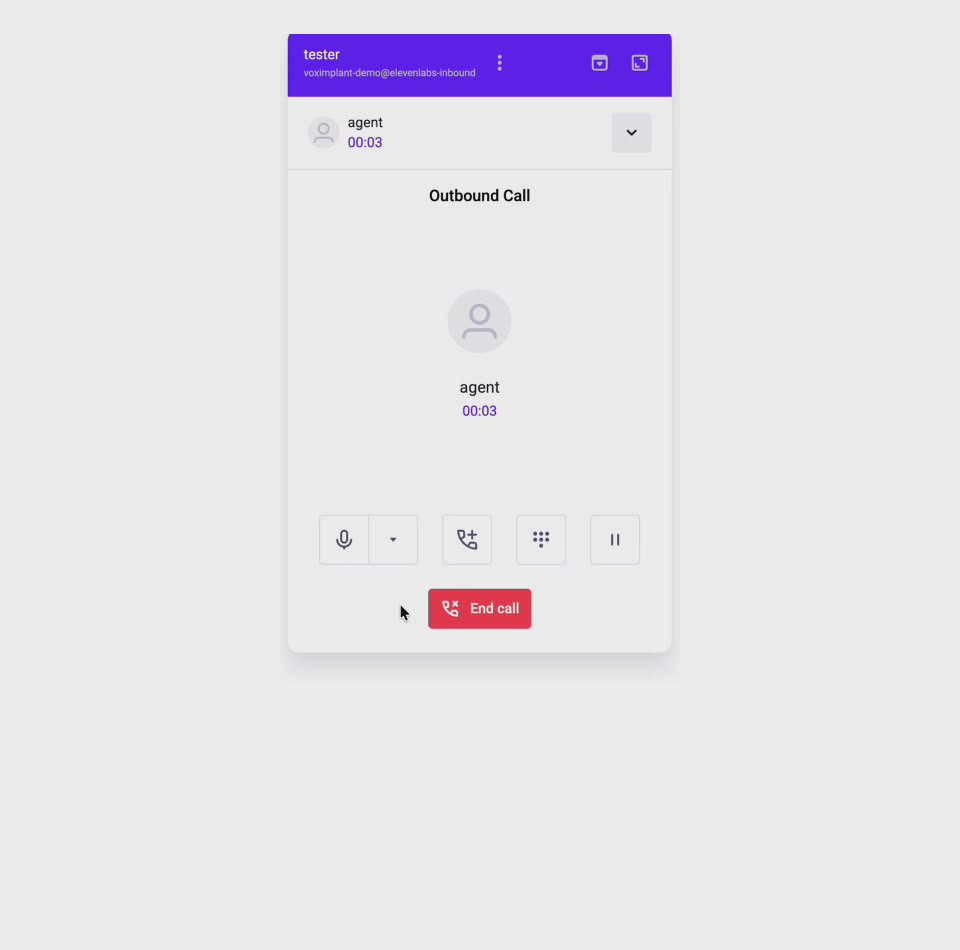 tester
voximplant-demo@elevenlabs-inbound
agent
00:03
Outbound Call
agent
00:03
End call